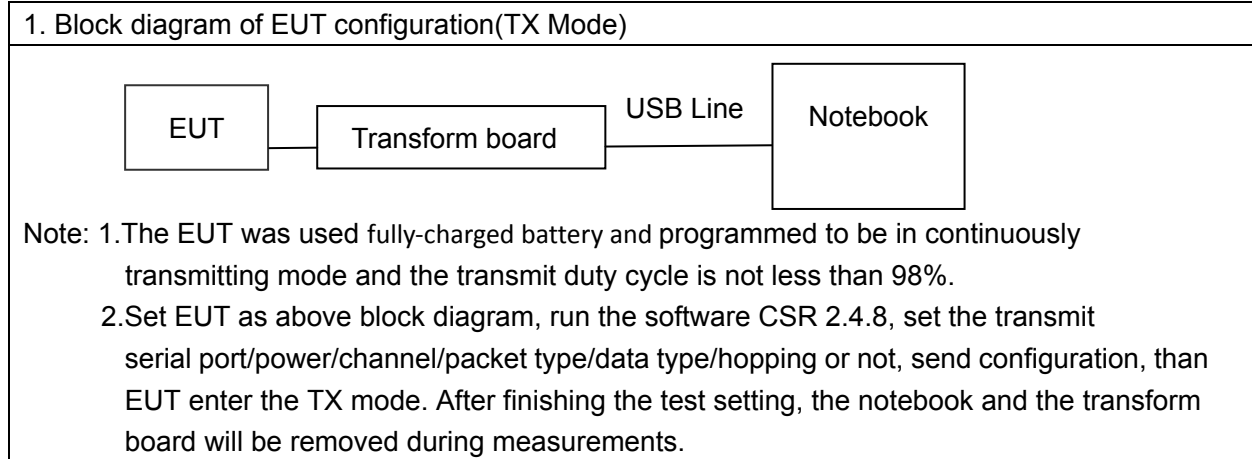 1. Block diagram of EUT configuration(TX Mode)
EUT
Transform board
USB Line
Notebook
Note: 1.The EUT was used fully-charged battery and programmed to be in continuously
transmitting mode and the transmit duty cycle is not less than 98%.
2.Set EUT as above block diagram, run the software CSR 2.4.8, set the transmit
serial port/power/channel/packet type/data type/hopping or not, send configuration, than
EUT enter the TX mode. After finishing the test setting, the notebook and the transform
board will be removed during measurements.